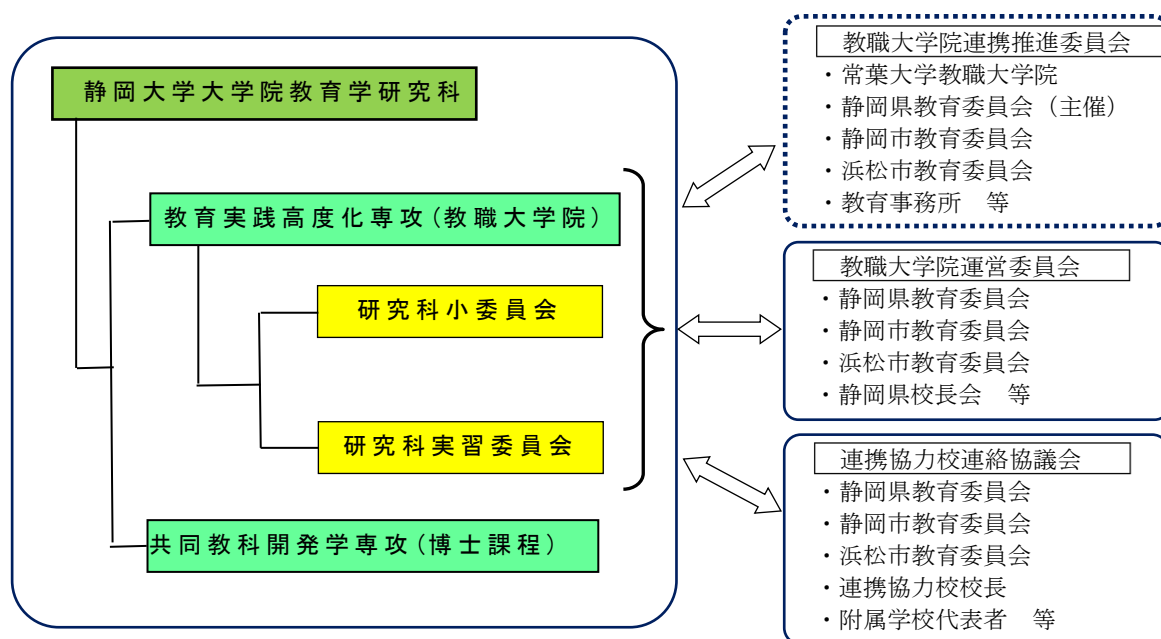 静岡大学大学院教育学研究科
教育実践高度化専攻(教職大学院)
研究科小委員会
研究科実習委員会
共同教科開発学専攻(博士課程)
教職大学院連携推進委員会
・常葉大学教職大学院
・静岡県教育委員会（主催）
・静岡市教育委員会
・浜松市教育委員会
・教育事務所　等
教職大学院運営委員会
・静岡県教育委員会
・静岡市教育委員会
・浜松市教育委員会
・静岡県校長会　等
連携協力校連絡協議会
・静岡県教育委員会
・静岡市教育委員会
・浜松市教育委員会
・連携協力校校長
・附属学校代表者　等